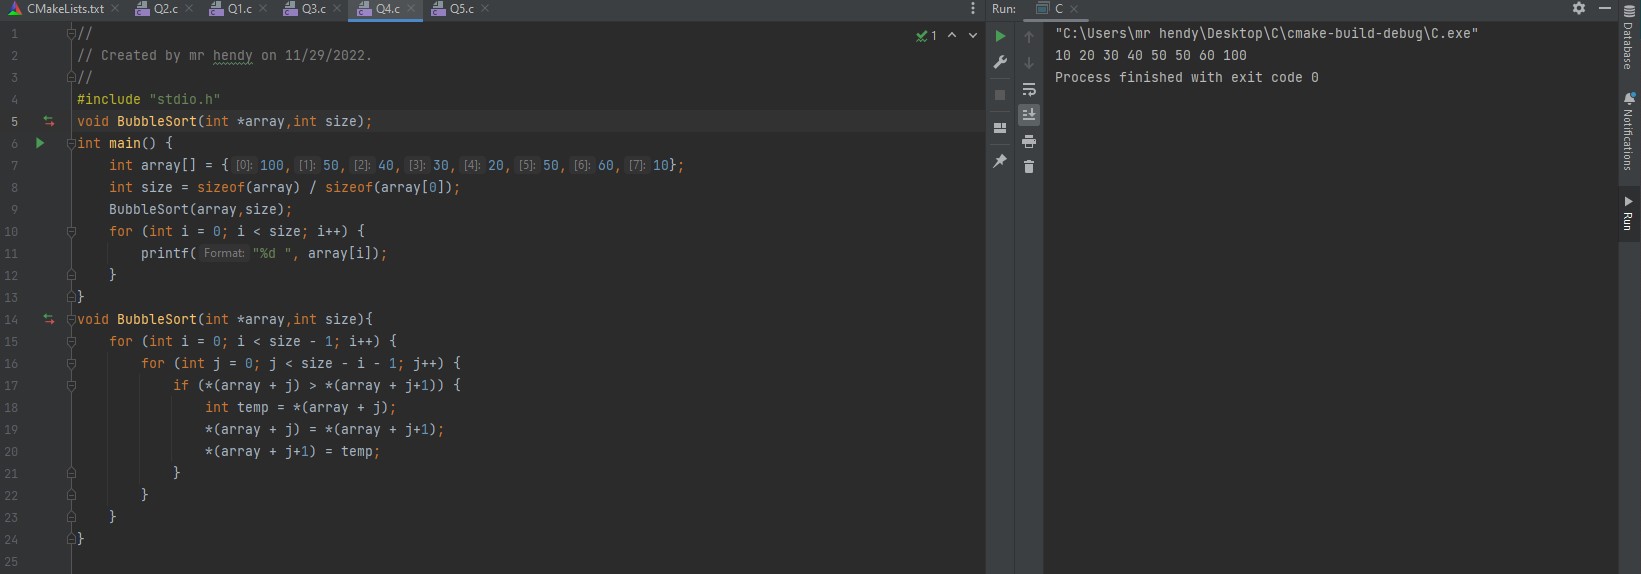 CMakeLists.txt Q2.c Q1.c Q3.c Q4.c Q5.c
1 //
2 // Created by mr hendy on 11/29/2022.
3 //
4 #include "stdio.h"
5 void BubbleSort(int *array,int size);
6 int main() {
7     int array[] = { [0]: 100, [1]: 50, [2]: 40, [3]: 30, [4]: 20, [5]: 50, [6]: 60, [7]: 10};
8     int size = sizeof(array) / sizeof(array[0]);
9     BubbleSort(array,size);
10     for (int i = 0; i < size; i++) {
11         printf( Format: "%d ", array[i]);
12     }
13 }
14 void BubbleSort(int *array,int size){
15     for (int i = 0; i < size - 1; i++) {
16         for (int j = 0; j < size - i - 1; j++) {
17             if (*(array + j) > *(array + j+1)) {
18                 int temp = *(array + j);
19                 *(array + j) = *(array + j+1);
20                 *(array + j+1) = temp;
21             }
22         }
23     }
24 }
25
1
Run: C
"C:\Users\mr hendy\Desktop\C\cmake-build-debug\C.exe"
10 20 30 40 50 50 60 100
Process finished with exit code 0
Database
Notifications
Run